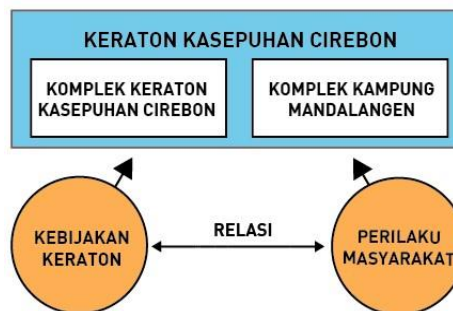 KERATON KASEPUHAN CIREBON
KOMPLEK KERATON
KASEPUHAN CIREBON
KOMPLEK KAMPUNG
MANDALANGEN
KEBIJAKAN
KERATON
RELASI
PERILAKU
MASYARAKAT